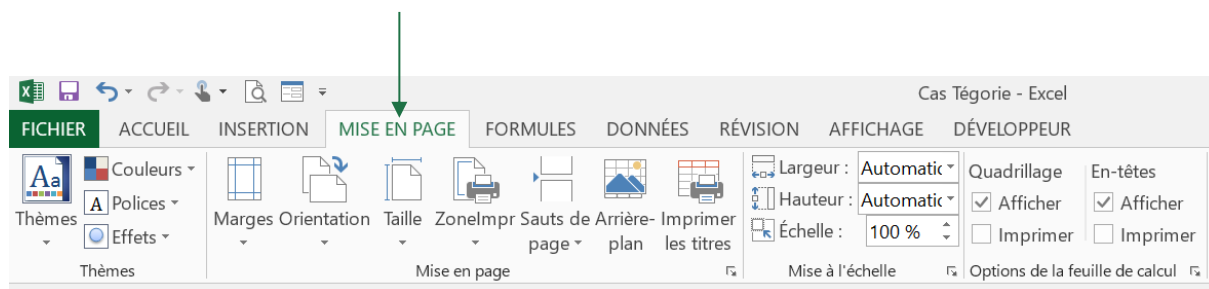 Cas Tégorie - Excel
FICHIER ACCUEIL INSERTION MISE EN PAGE FORMULES DONNÉES RÉVISION AFFICHAGE DÉVELOPPEUR
Aa Couleurs Largeur : Automatic Quadrillage En-têtes
A Polices Hauteur : Automatic Afficher Afficher
Thèmes Marges Orientation Taille ZoneImpr Sauts de Arrière- Imprimer
Effets page plan les titres Échelle : 100 % Imprimer Imprimer
Thèmes Mise en page Mise à l'échelle Options de la feuille de calcul